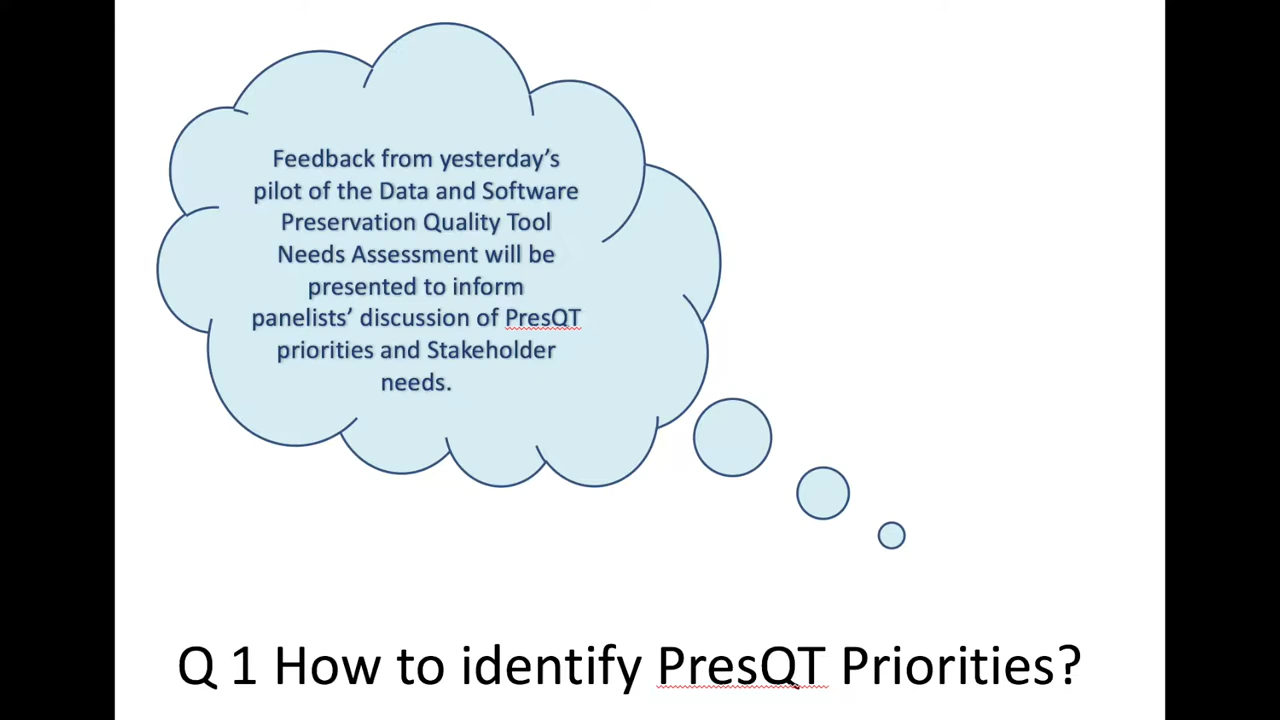 Feedback from yesterday’s
pilot of the Data and Software
Preservation Quality Tool
Needs Assessment will be
presented to inform
panelists’ discussion of PresQT
priorities and Stakeholder
needs.
Q 1 How to identify PresQT Priorities?